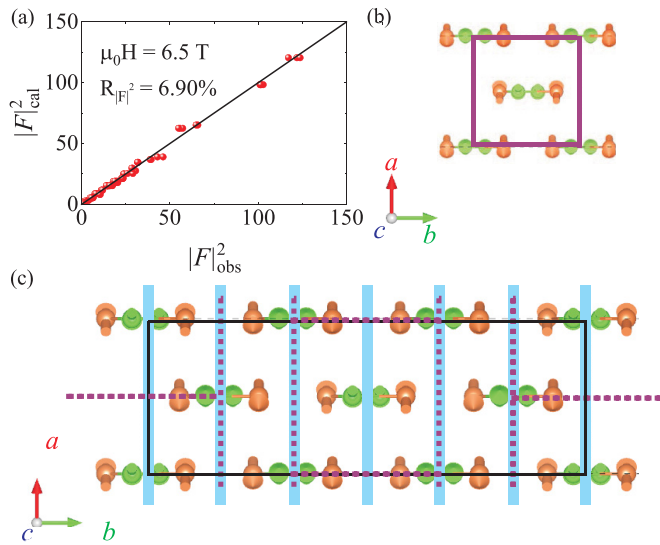 (a)
150
100
50
0
μ₀H = 6.5 T
R|F|² = 6.90%
|F|²cal
0 50 100 150
|F|²obs
(b)
a
c
b
(c)
a
c
b